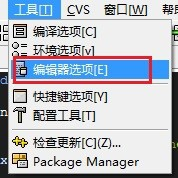 工具[T] CVS 窗口[W] 帮
编译选项[C]
环境选项[v]
编辑器选项[E]
快捷键选项[Y]
配置工具[T]
检查更新[C](Z)...
Package Manager